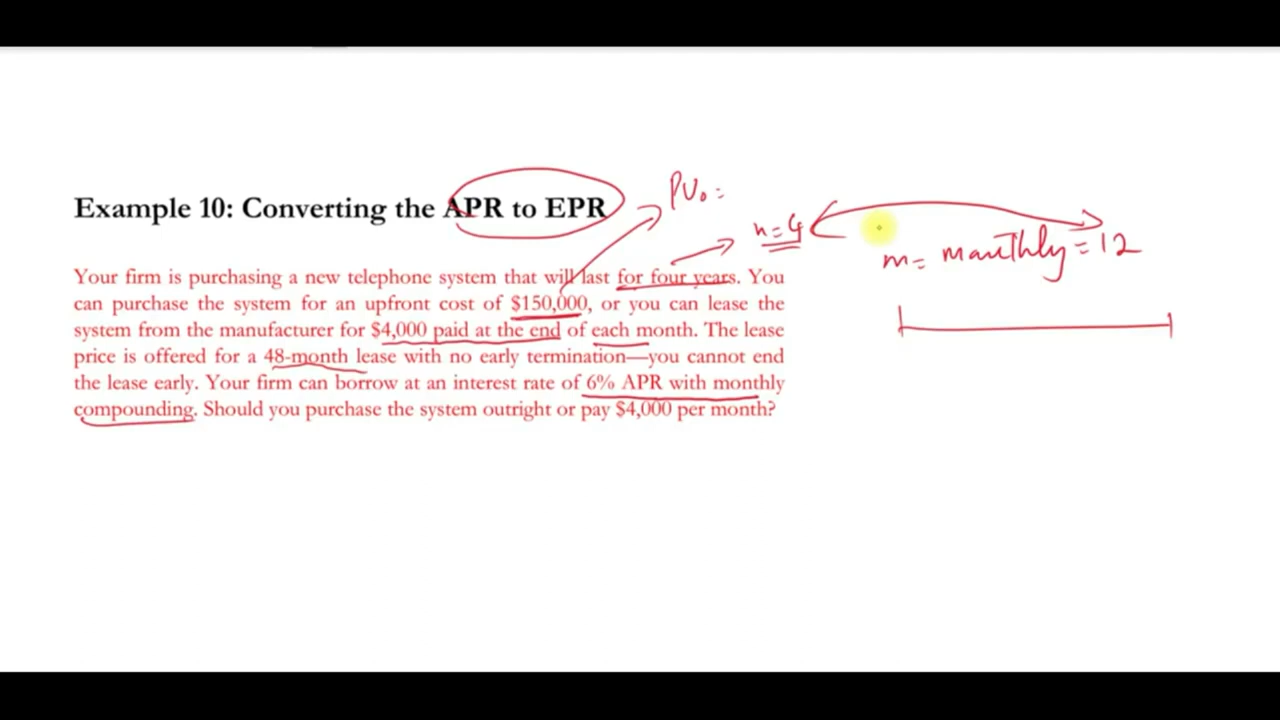 PV₀ =
Example 10: Converting the APR to EPR
n = 4
m = monthly = 12
Your firm is purchasing a new telephone system that will last for four years. You
can purchase the system for an upfront cost of $150,000, or you can lease the
system from the manufacturer for $4,000 paid at the end of each month. The lease
price is offered for a 48-month lease with no early termination—you cannot end
the lease early. Your firm can borrow at an interest rate of 6% APR with monthly
compounding. Should you purchase the system outright or pay $4,000 per month?